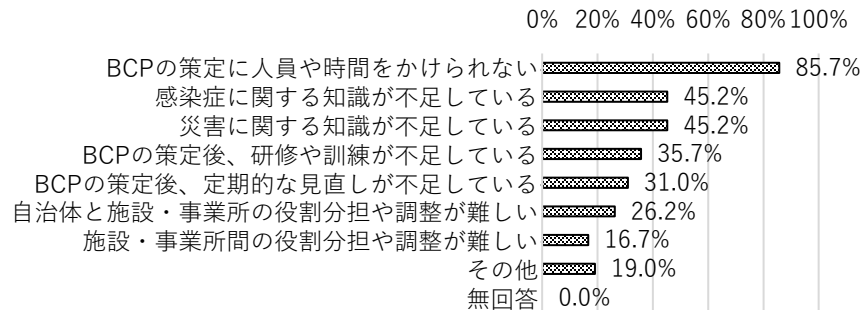 0% 20% 40% 60% 80% 100%
BCPの策定に人員や時間をかけられない 85.7%
感染症に関する知識が不足している 45.2%
災害に関する知識が不足している 45.2%
BCPの策定後、研修や訓練が不足している 35.7%
BCPの策定後、定期的な見直しが不足している 31.0%
自治体と施設・事業所の役割分担や調整が難しい 26.2%
施設・事業所間の役割分担や調整が難しい 16.7%
その他 19.0%
無回答 0.0%